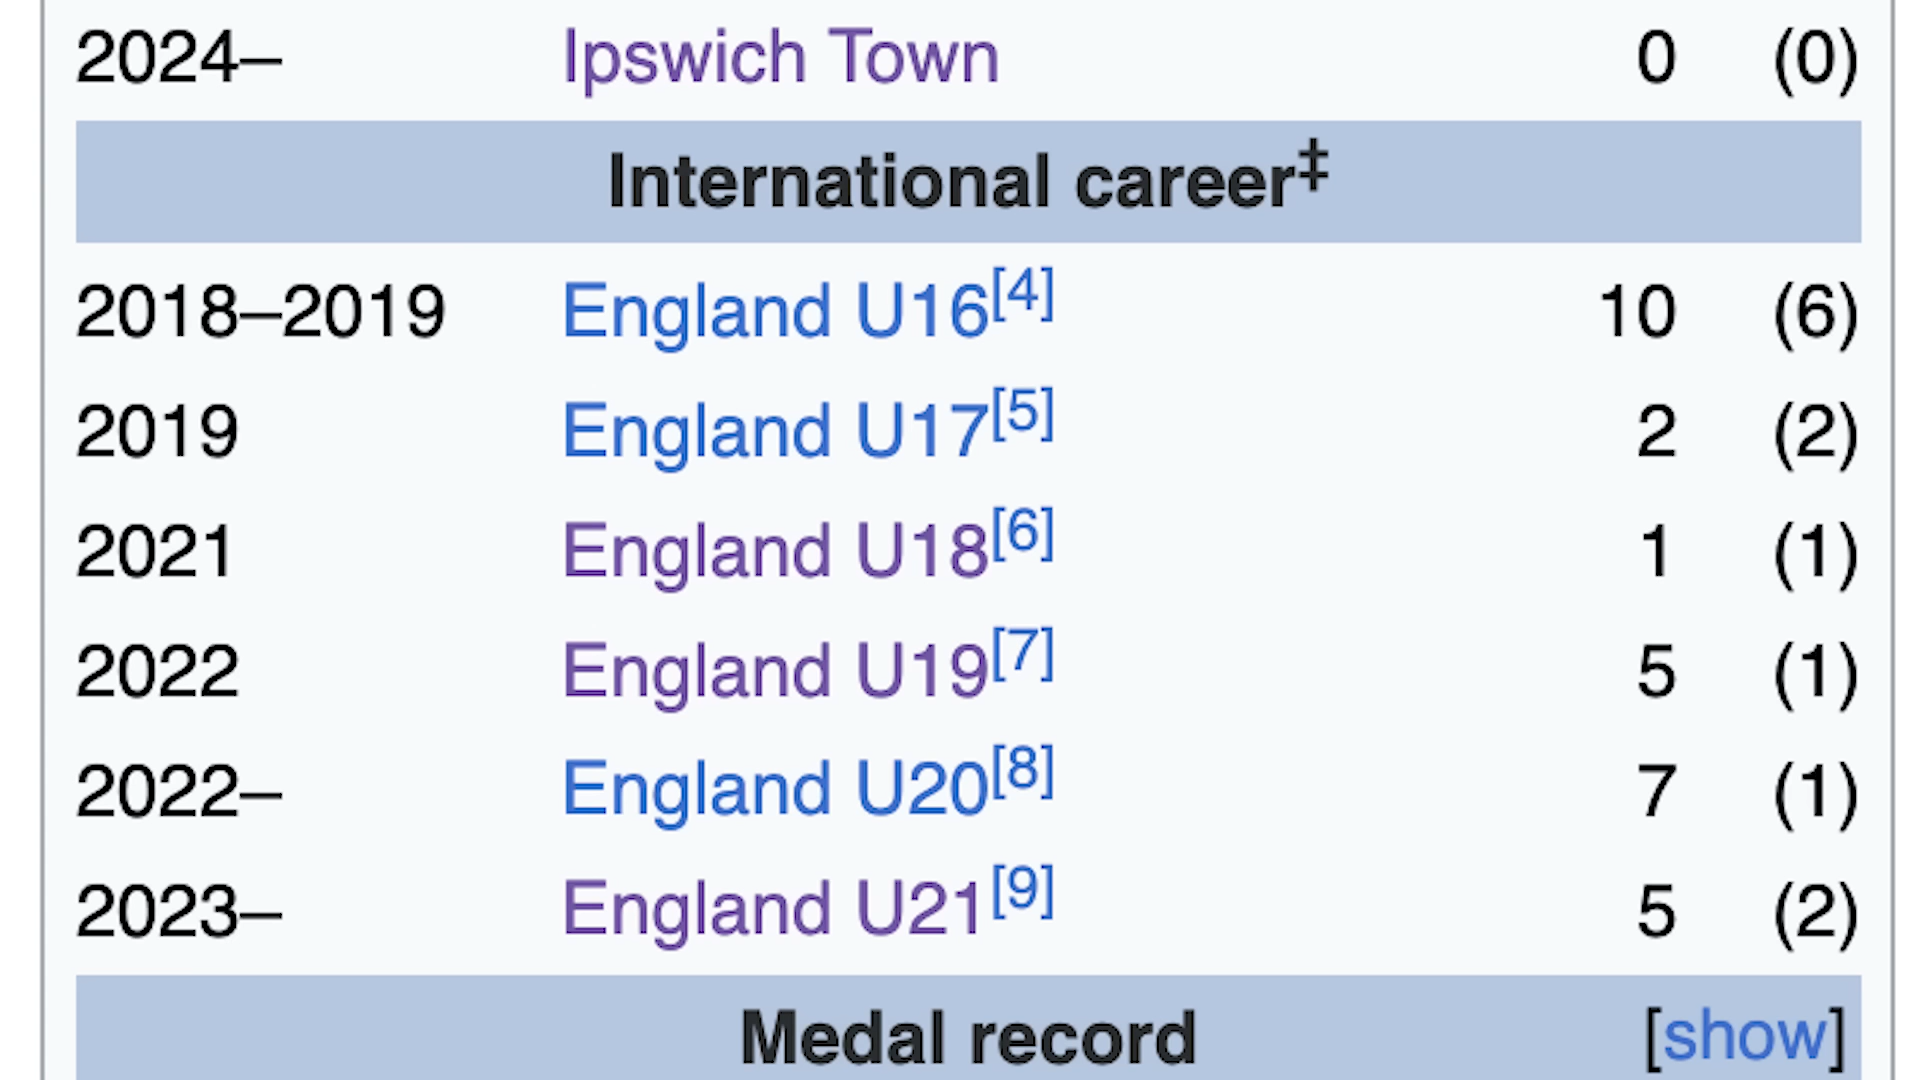 2024– Ipswich Town 0 (0)
International career‡
2018–2019 England U16[4] 10 (6)
2019 England U17[5] 2 (2)
2021 England U18[6] 1 (1)
2022 England U19[7] 5 (1)
2022– England U20[8] 7 (1)
2023– England U21[9] 5 (2)
Medal record [show]